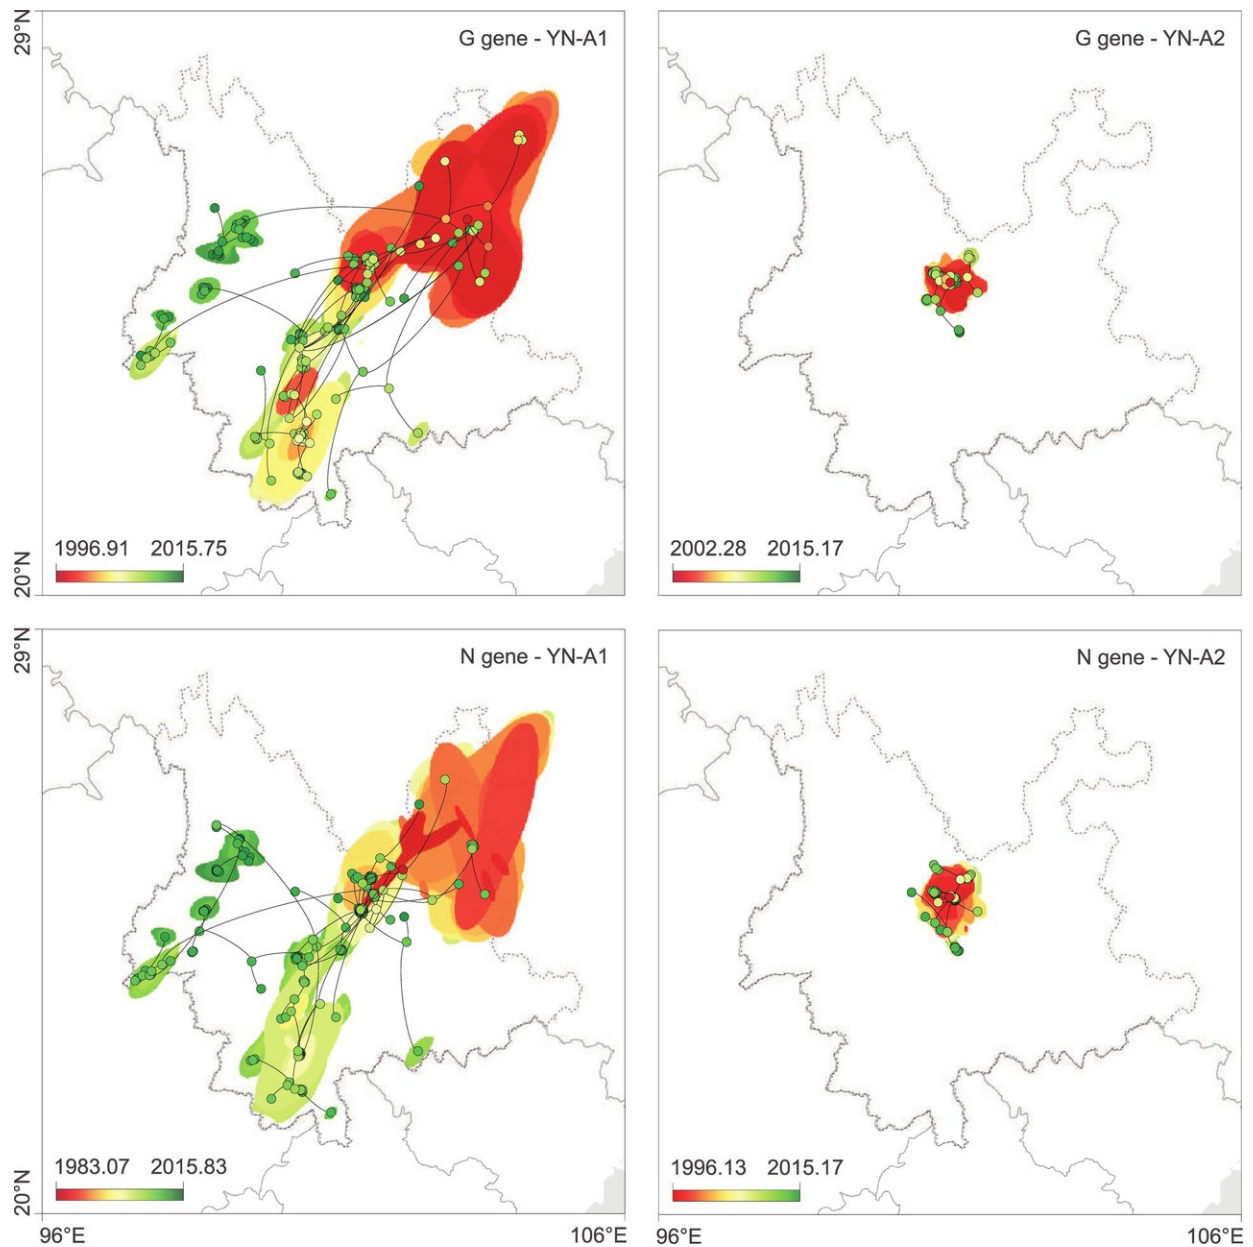 29°N
G gene - YN-A1
1996.91 2015.75
20°N
G gene - YN-A2
2002.28 2015.17
29°N
N gene - YN-A1
1983.07 2015.83
20°N
96°E 106°E
N gene - YN-A2
1996.13 2015.17
96°E 106°E